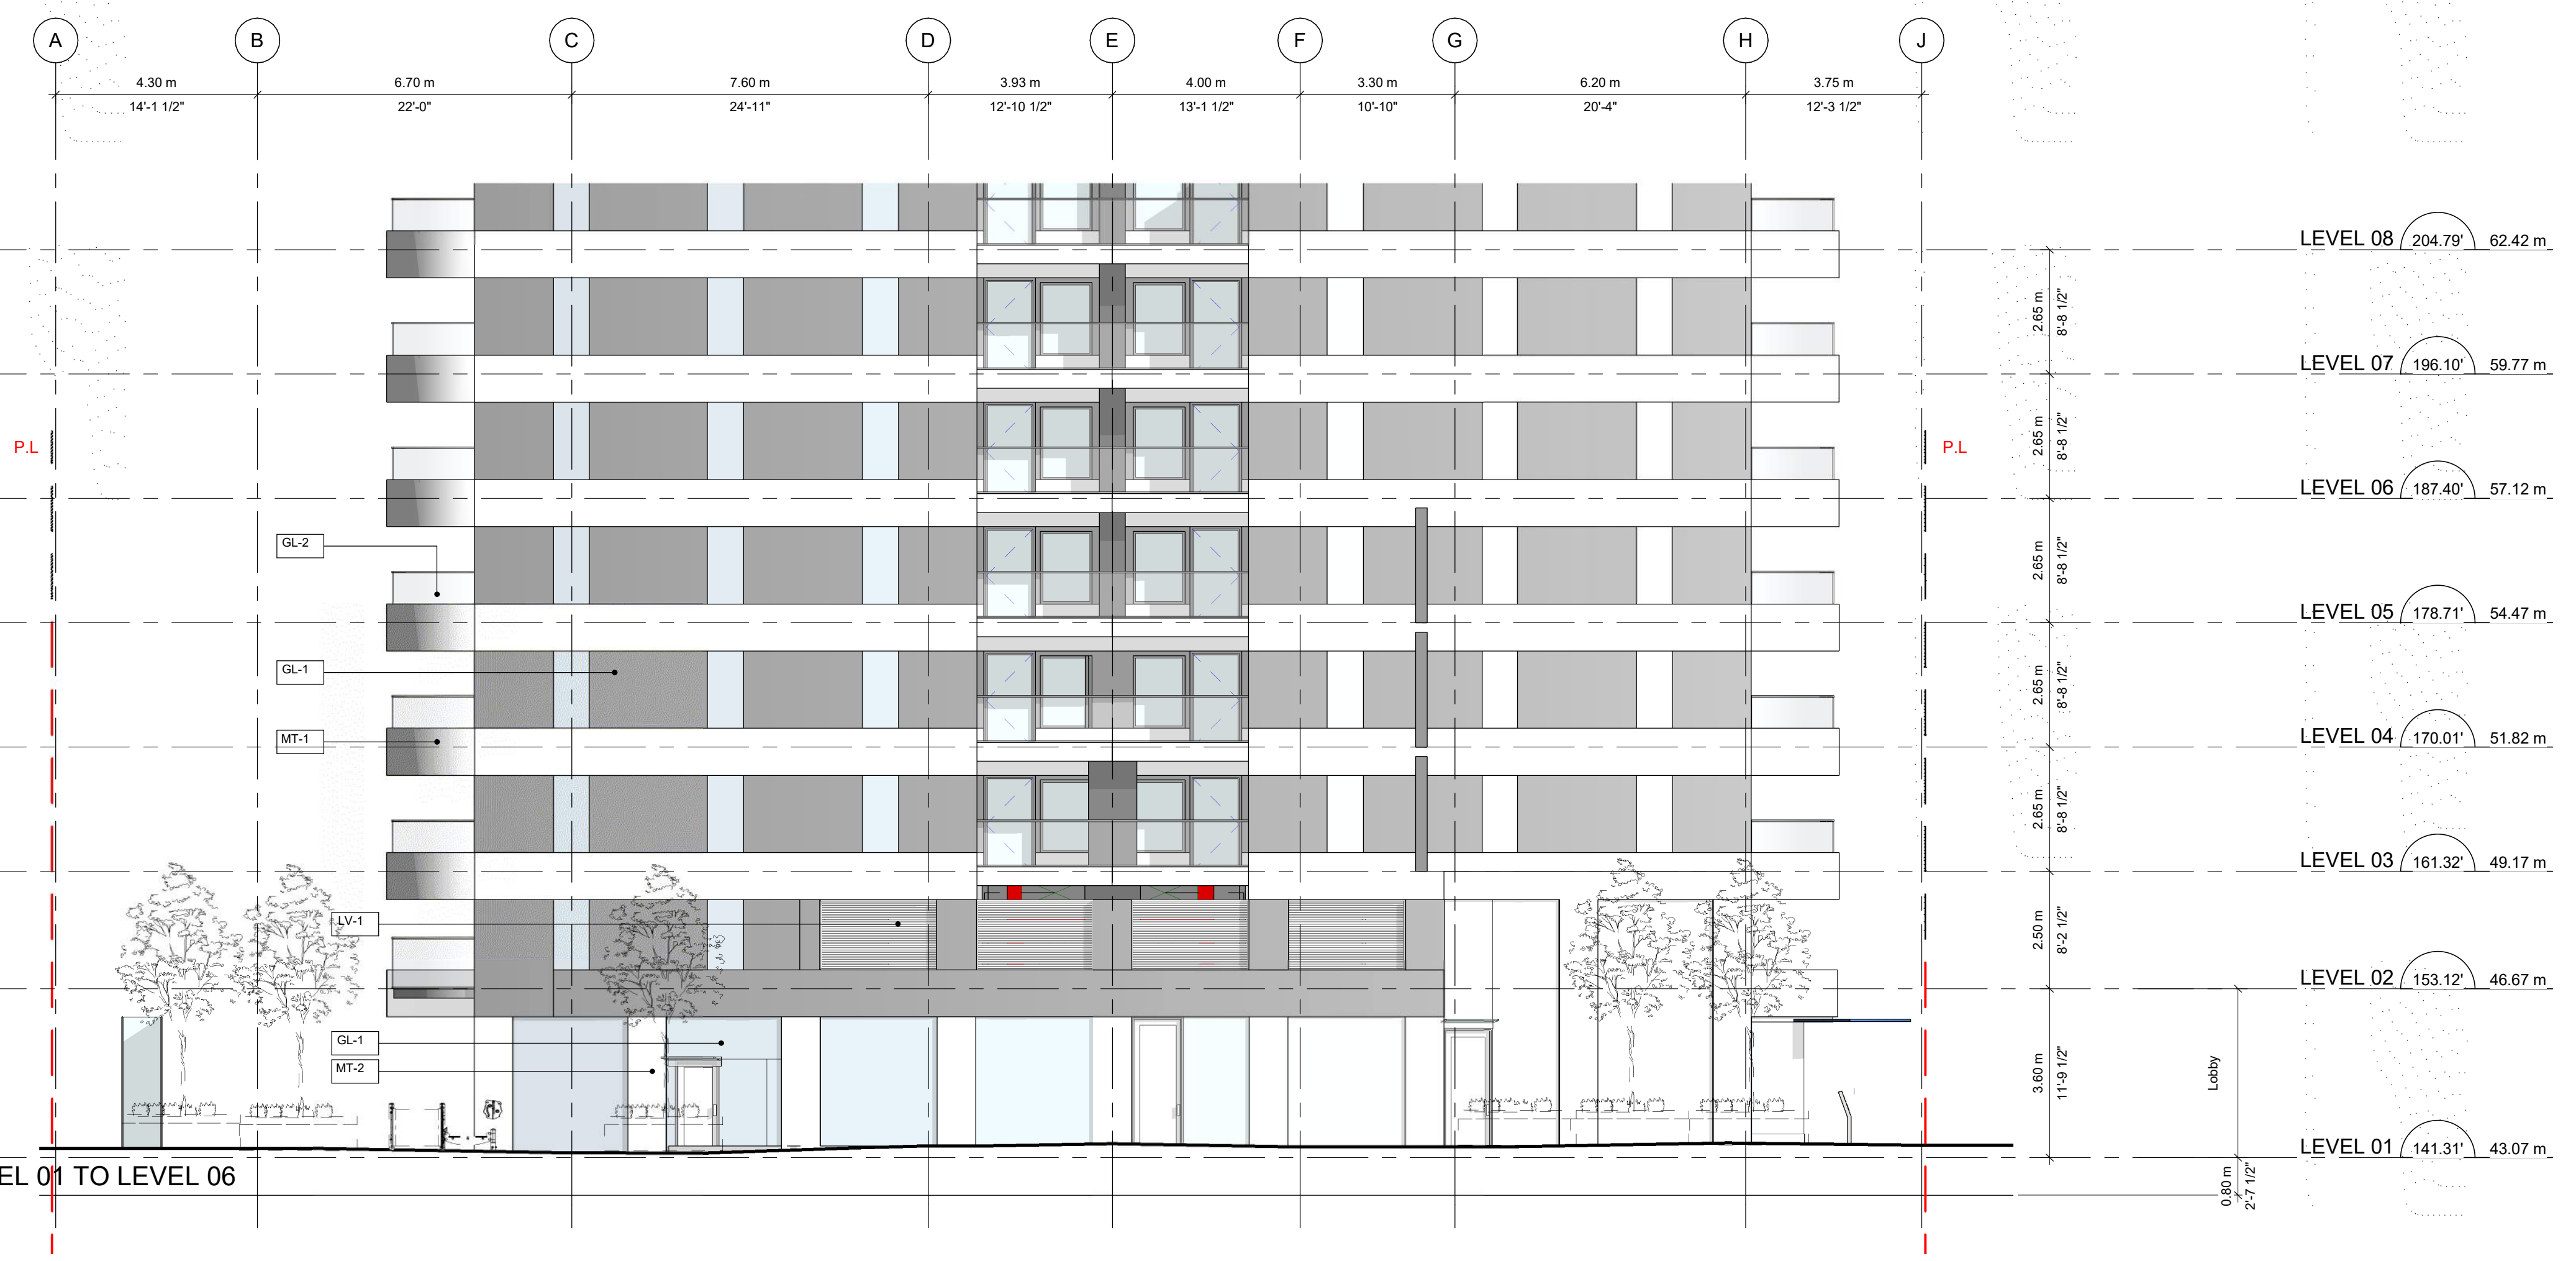 A B C D E F G H J
4.30 m 6.70 m 7.60 m 3.93 m 4.00 m 3.30 m 6.20 m 3.75 m
14'-1 1/2" 22'-0" 24'-11" 12'-10 1/2" 13'-1 1/2" 10'-10" 20'-4" 12'-3 1/2"
LEVEL 08 204.79' 62.42 m
2.65 m 8'-8 1/2"
LEVEL 07 196.10' 59.77 m
P.L P.L
2.65 m 8'-8 1/2"
LEVEL 06 187.40' 57.12 m
GL-2
2.65 m 8'-8 1/2"
LEVEL 05 178.71' 54.47 m
GL-1
2.65 m 8'-8 1/2"
MT-1
LEVEL 04 170.01' 51.82 m
2.65 m 8'-8 1/2"
LEVEL 03 161.32' 49.17 m
LV-1
2.50 m 8'-2 1/2"
LEVEL 02 153.12' 46.67 m
GL-1
MT-2
3.60 m 11'-9 1/2"
Lobby
LEVEL 01 141.31' 43.07 m
EL 01 TO LEVEL 06
0.80 m 2'-7 1/2"